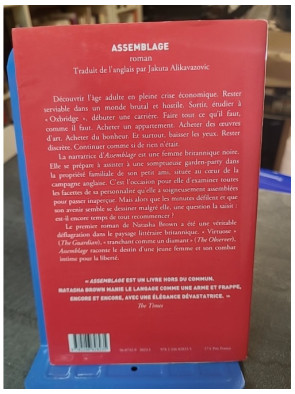 ASSEMBLAGE
roman
Traduit de l'anglais par Jakuta Alikavazovic
Découvrir l'âge adulte en pleine crise économique. Rester
serviable dans un monde brutal et hostile. Sortir, étudier à
« Oxbridge », débuter une carrière. Faire tout ce qu'il faut,
comme il faut. Acheter un appartement. Acheter des œuvres
d'art. Acheter du bonheur. Et surtout, baisser les yeux. Rester
discrète. Continuer comme si de rien n'était.
La narratrice d'Assemblage est une femme britannique noire.
Elle se prépare à assister à une somptueuse garden-party dans
la propriété familiale de son petit ami, située au cœur de la
campagne anglaise. C'est l'occasion pour elle d'examiner toutes
les facettes de sa personnalité qu'elle a soigneusement assemblées
pour passer inaperçue. Mais alors que les minutes défilent et que
son avenir semble se dessiner malgré elle, une question la saisit :
est-il encore temps de tout recommencer ?
Le premier roman de Natasha Brown a été une véritable
déflagration dans le paysage littéraire britannique. « Virtuose »
(The Guardian), « tranchant comme un diamant » (The Observer),
Assemblage raconte le destin d'une jeune femme et son combat
intime pour la liberté.
« ASSEMBLAGE EST UN LIVRE HORS DU COMMUN.
NATASHA BROWN MANIE LE LANGAGE COMME UNE ARME ET FRAPPE,
ENCORE ET ENCORE, AVEC UNE ÉLÉGANCE DÉVASTATRICE. »
The Times